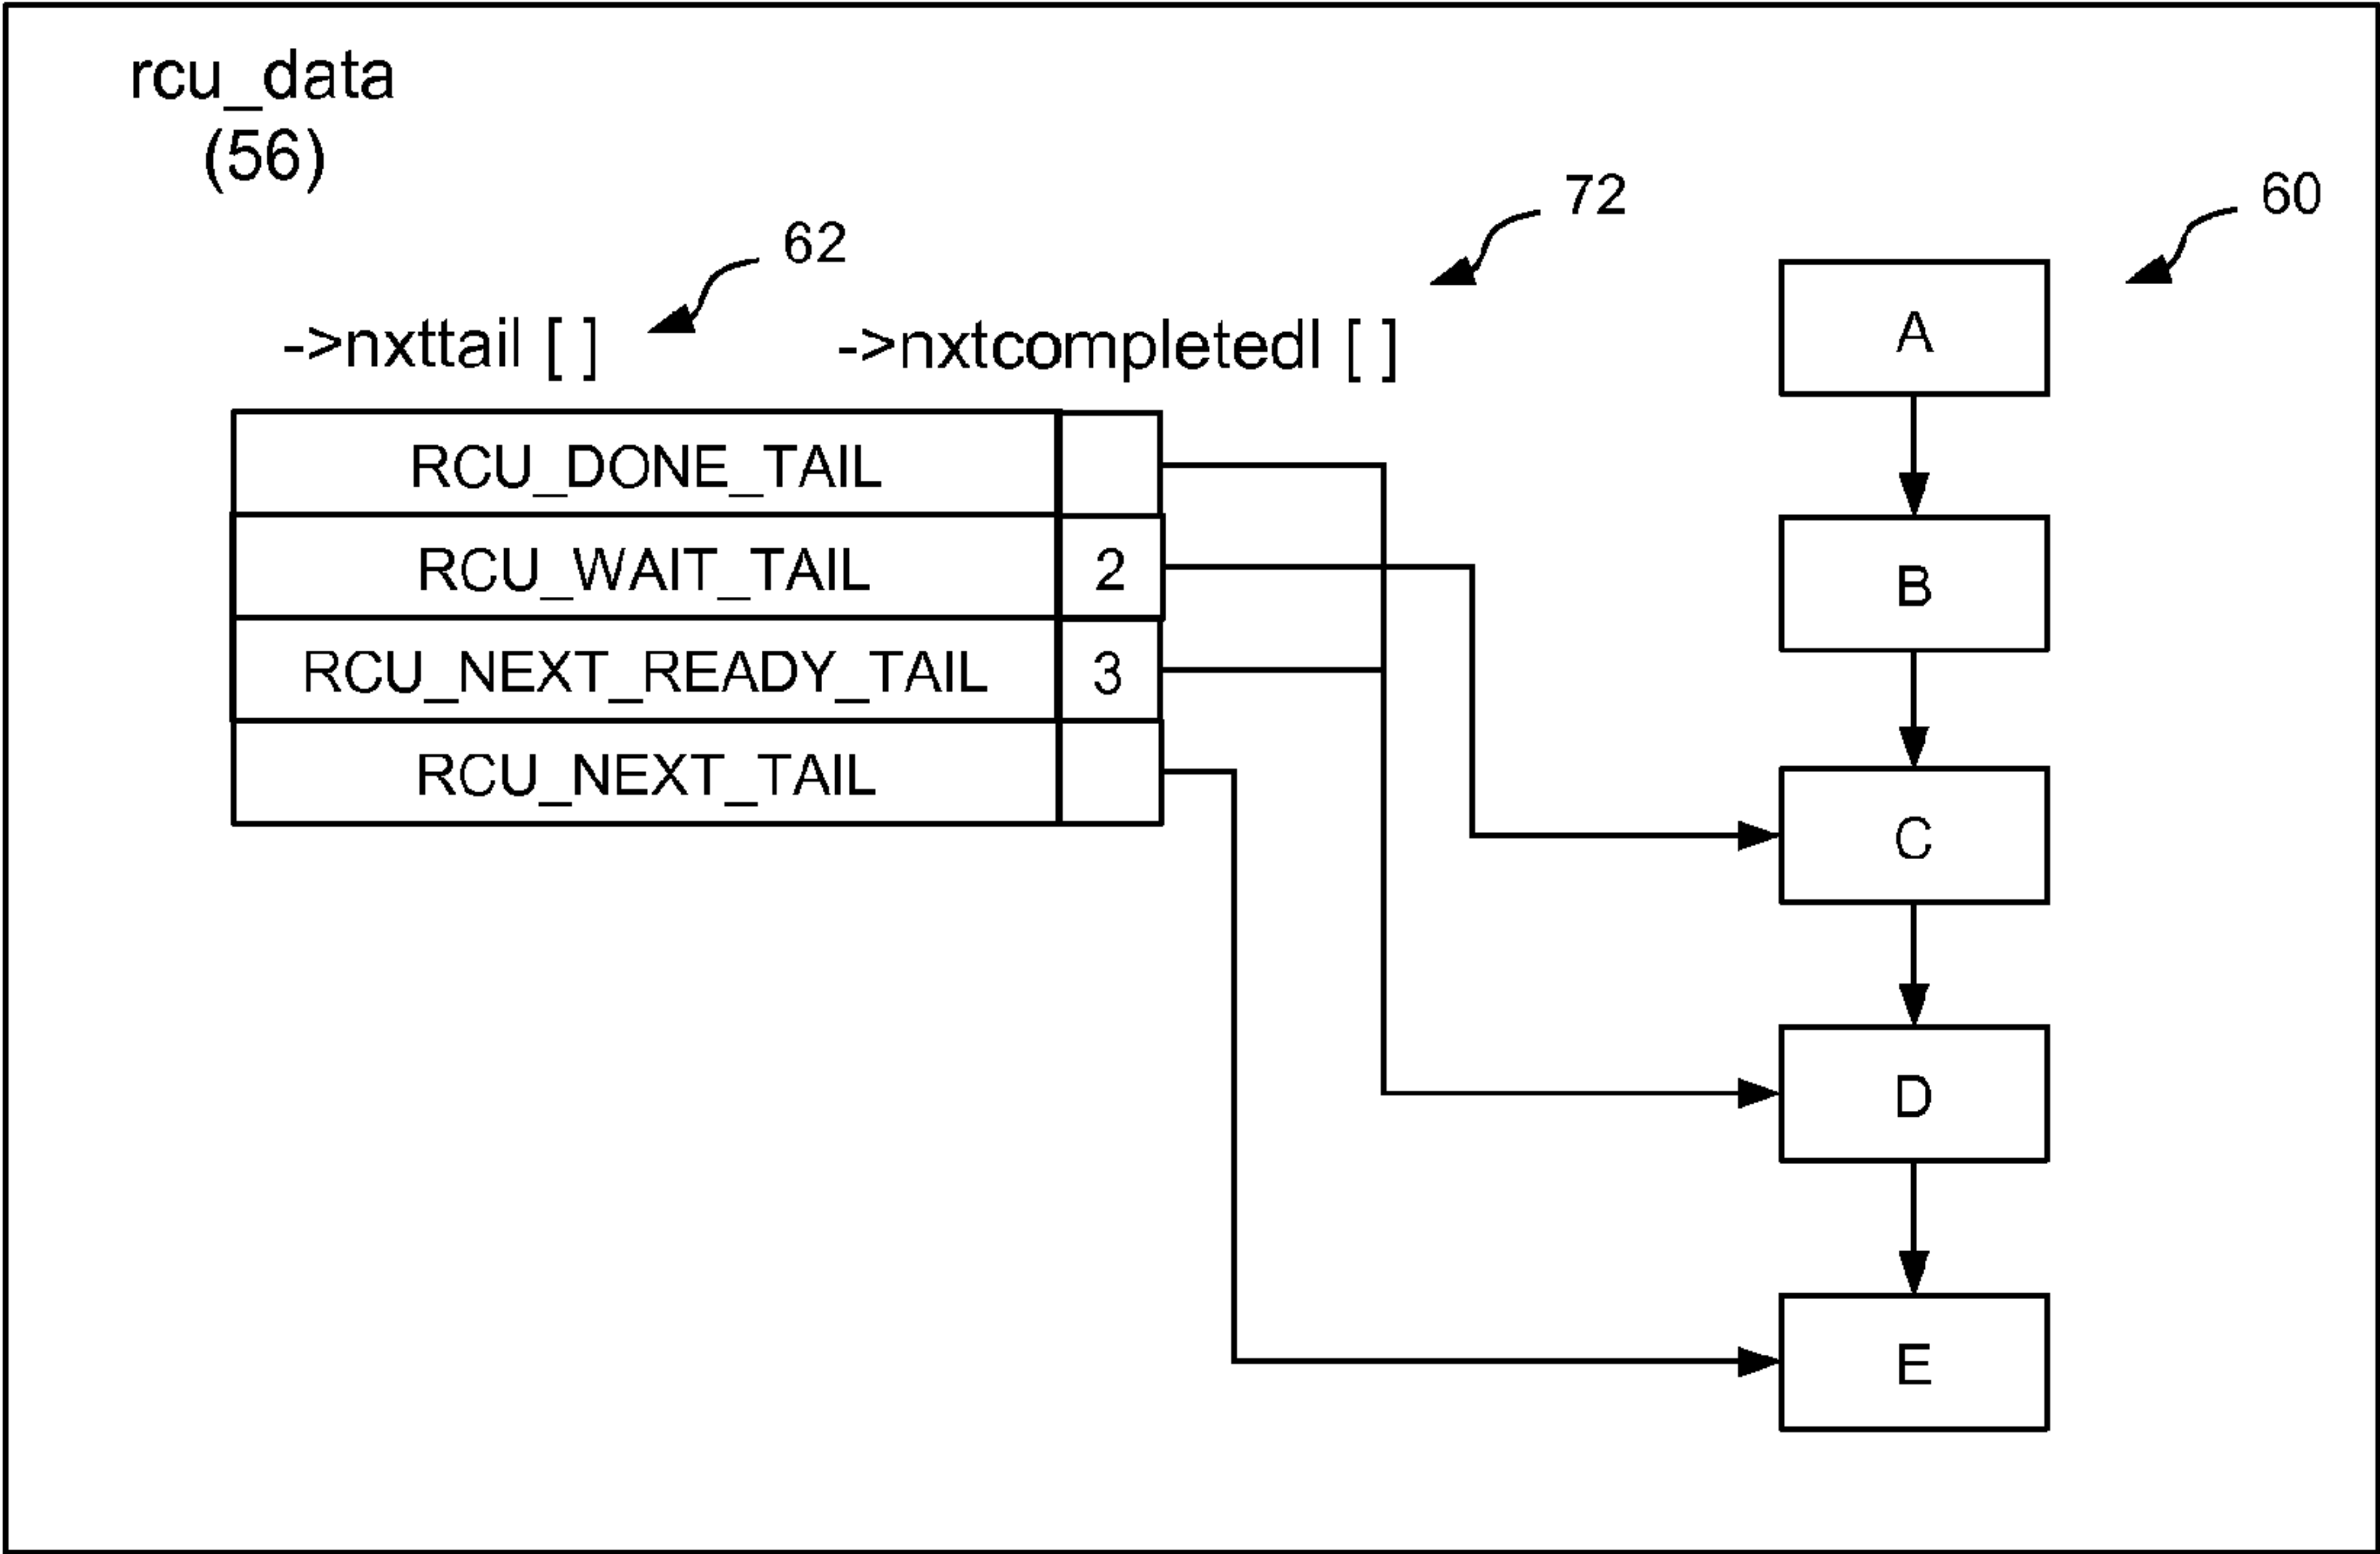 rcu_data
(56)
72
60
62
->nxttail [ ]
->nxtcompletedl [ ]
A
RCU_DONE_TAIL
RCU_WAIT_TAIL 2
B
RCU_NEXT_READY_TAIL 3
RCU_NEXT_TAIL
C
D
E